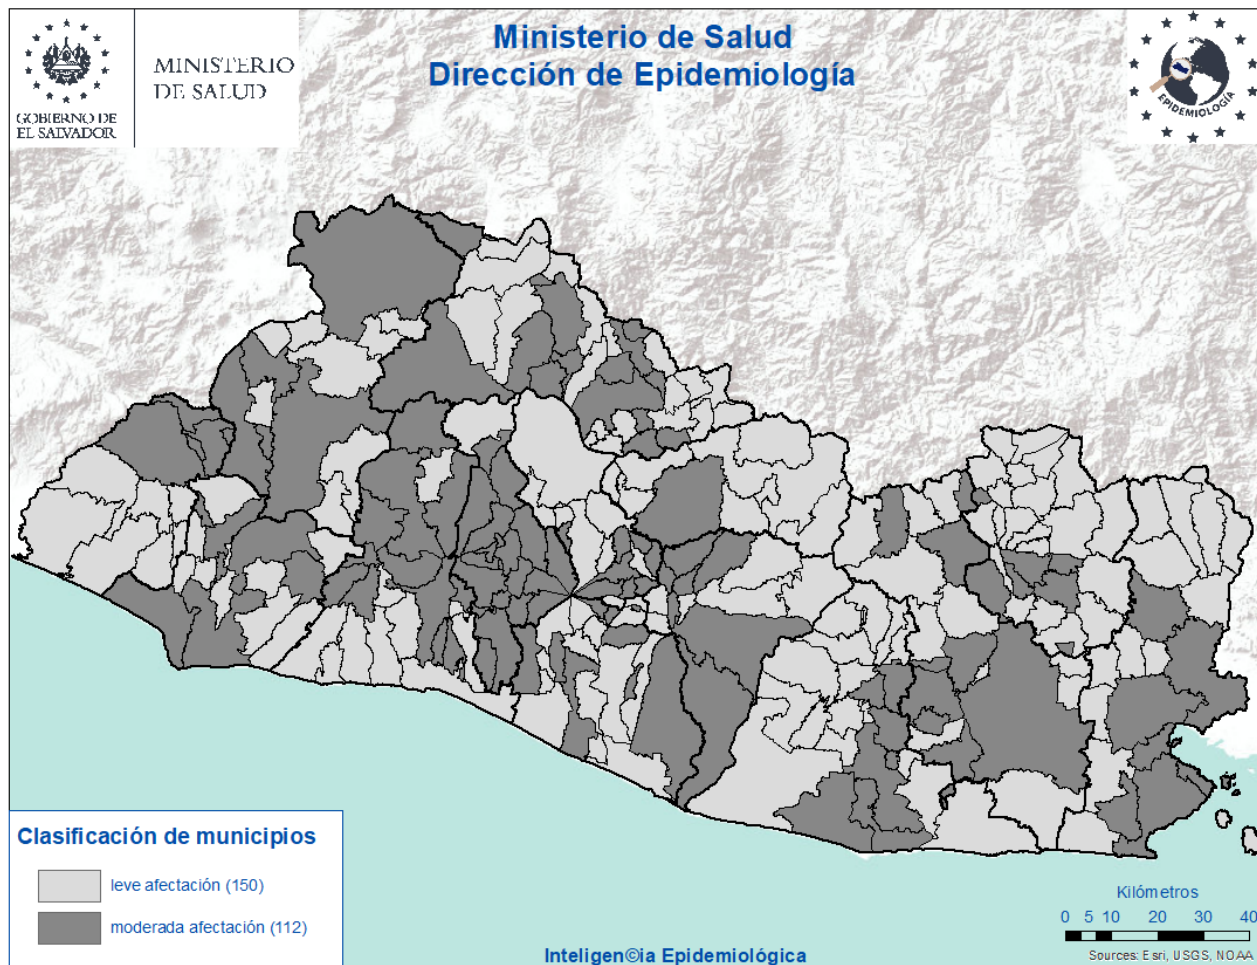 Ministerio de Salud
Dirección de Epidemiología
MINISTERIO
DE SALUD
GOBIERNO DE
EL SALVADOR
EPIDEMIOLOGÍA
Clasificación de municipios
leve afectación (150)
moderada afectación (112)
Kilómetros
0 5 10 20 30 40
Inteligen©ia Epidemiológica
Sources: Esri, USGS, NOAA